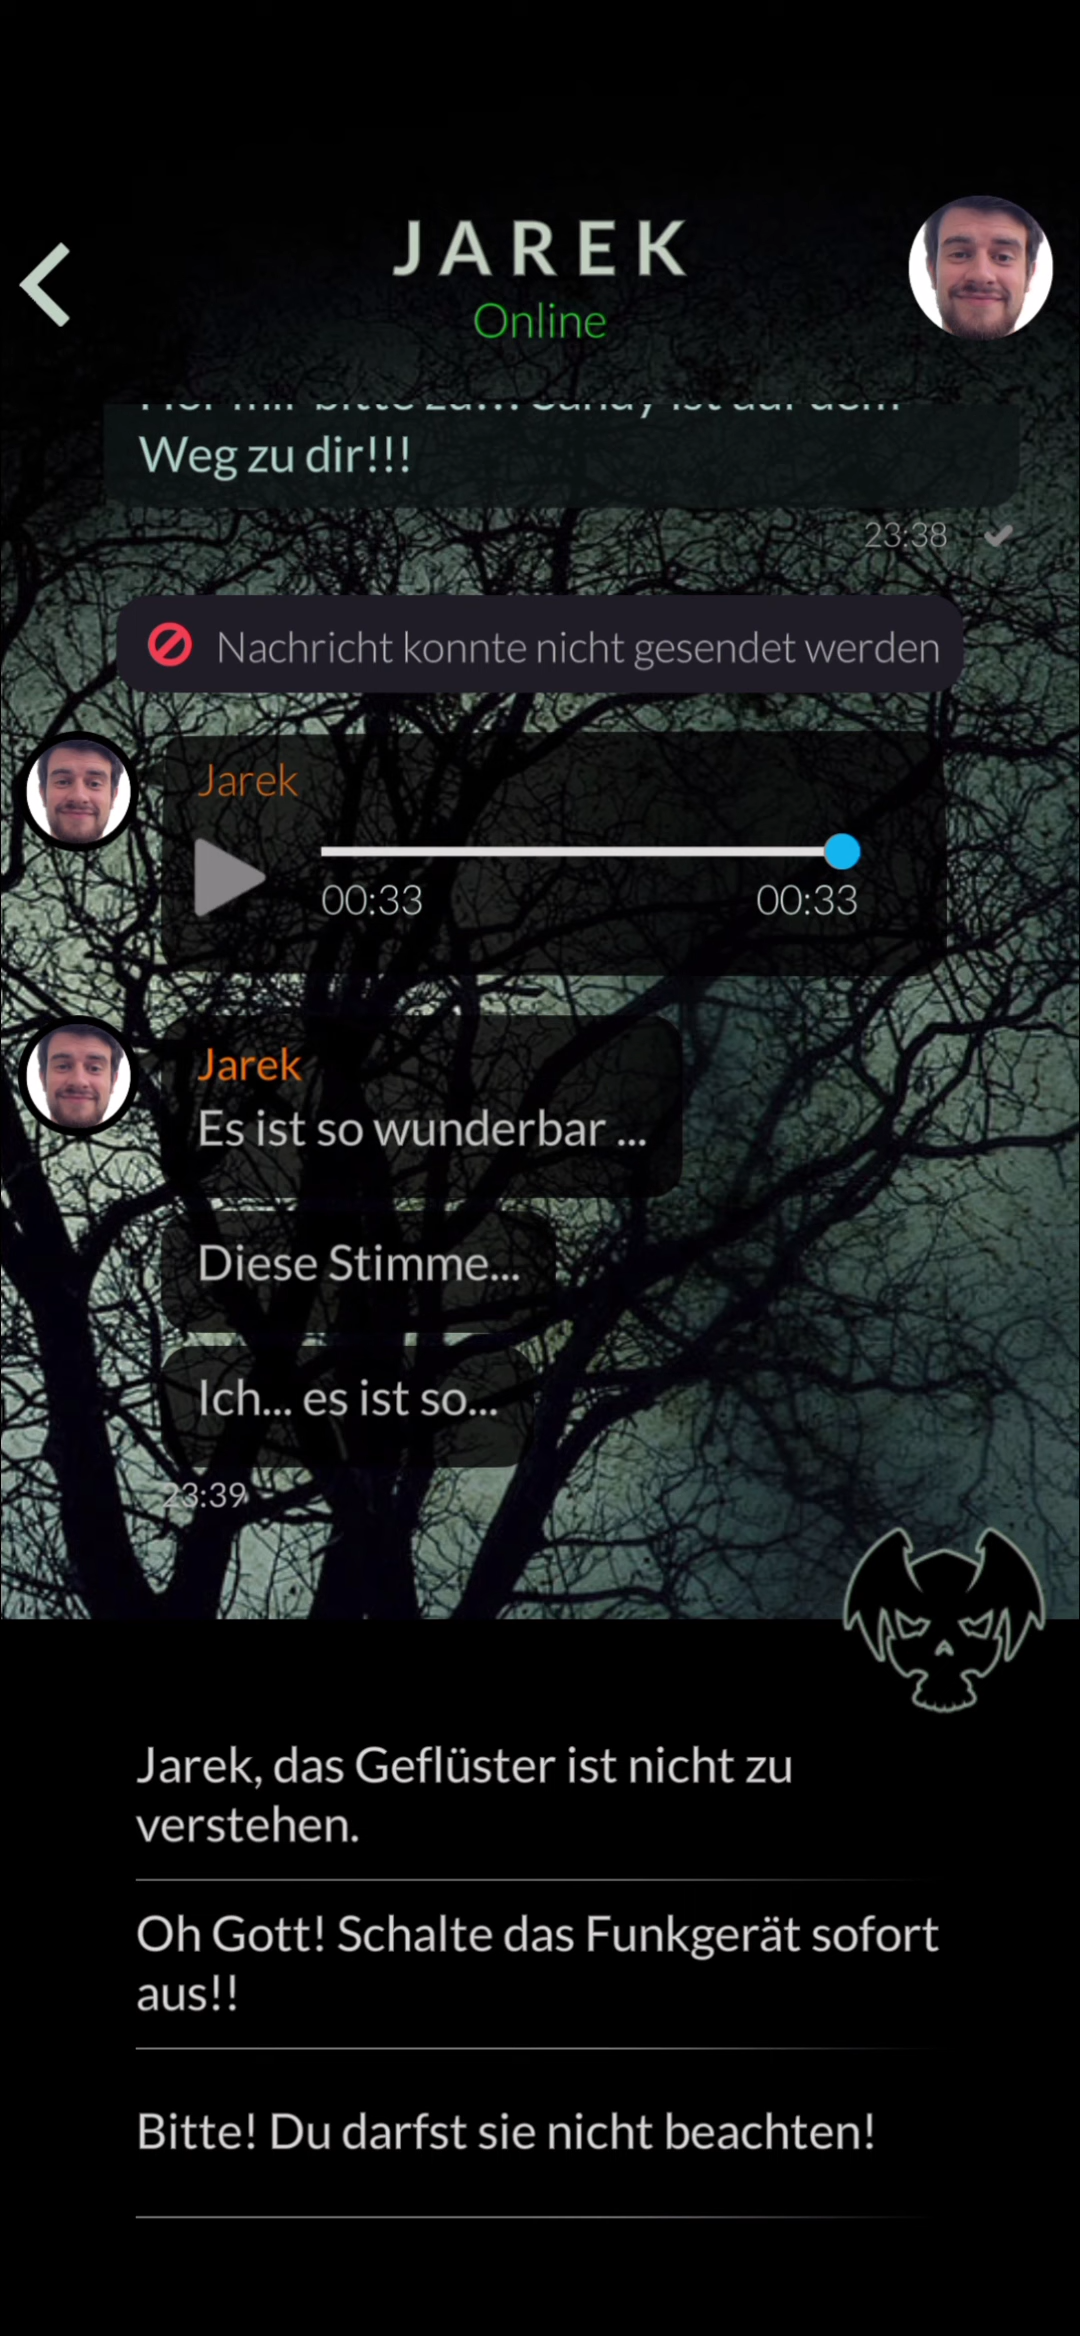 JAREK
Online
Weg zu dir!!!
23:38
Nachricht konnte nicht gesendet werden
Jarek
00:33 00:33
Jarek
Es ist so wunderbar ...
Diese Stimme...
Ich... es ist so...
23:39
Jarek, das Geflüster ist nicht zu
verstehen.
Oh Gott! Schalte das Funkgerät sofort
aus!!
Bitte! Du darfst sie nicht beachten!